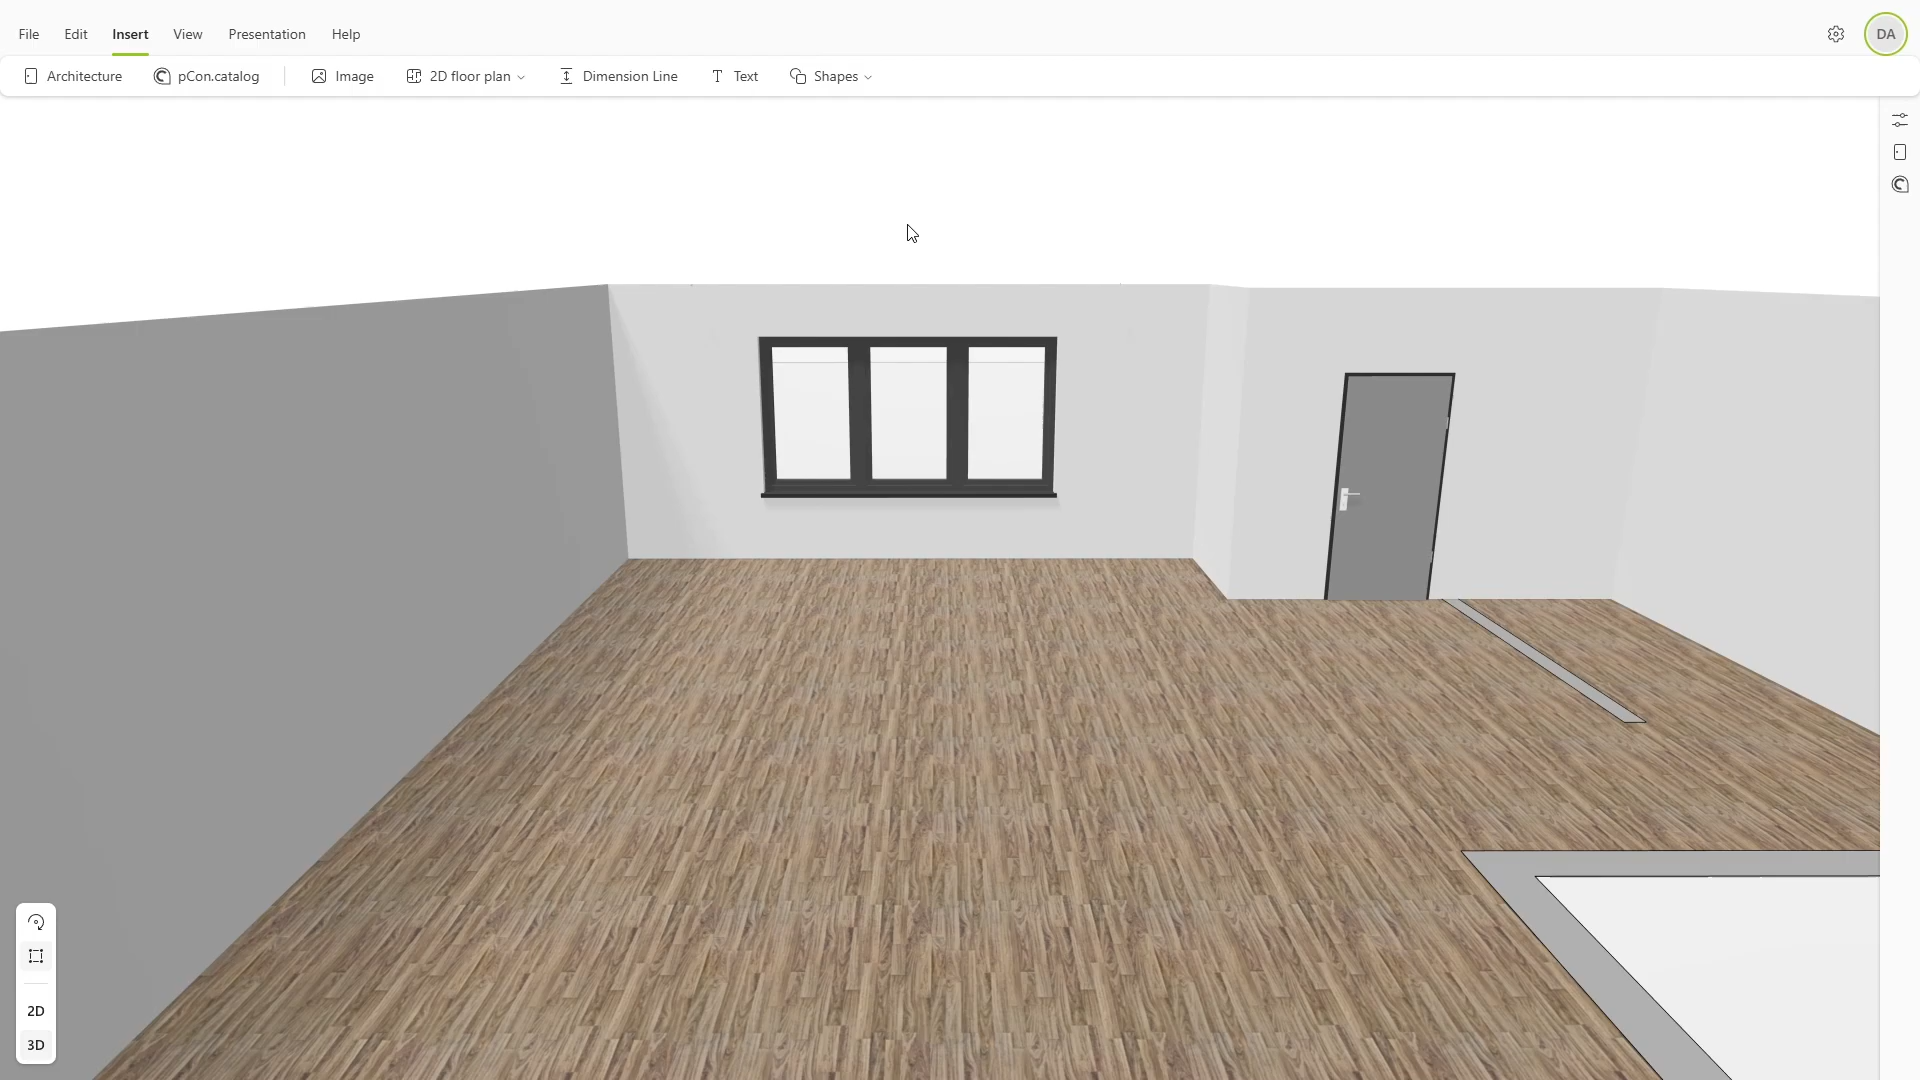 File Edit Insert View Presentation Help DA
Architecture pCon.catalog Image 2D floor plan Dimension Line Text Shapes
2D
3D